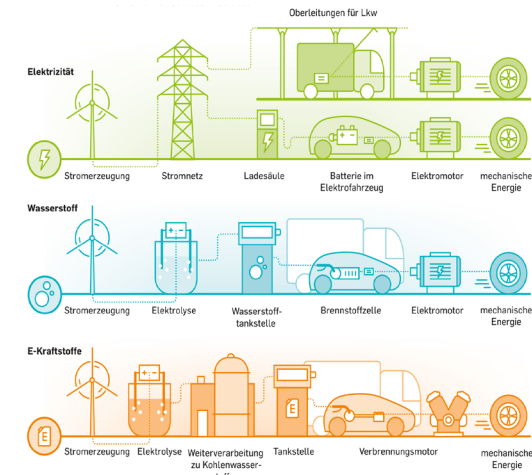 Oberleitungen für Lkw
Elektrizität
Stromerzeugung Stromnetz Ladesäule Batterie im Elektrofahrzeug Elektromotor mechanische Energie
Wasserstoff
Stromerzeugung Elektrolyse Wasserstoff-
tankstelle Brennstoffzelle Elektromotor mechanische Energie
E-Kraftstoffe
E
E
Stromerzeugung Elektrolyse Weiterverarbeitung
zu Kohlenwasser- Tankstelle Verbrennungsmotor mechanische Energie